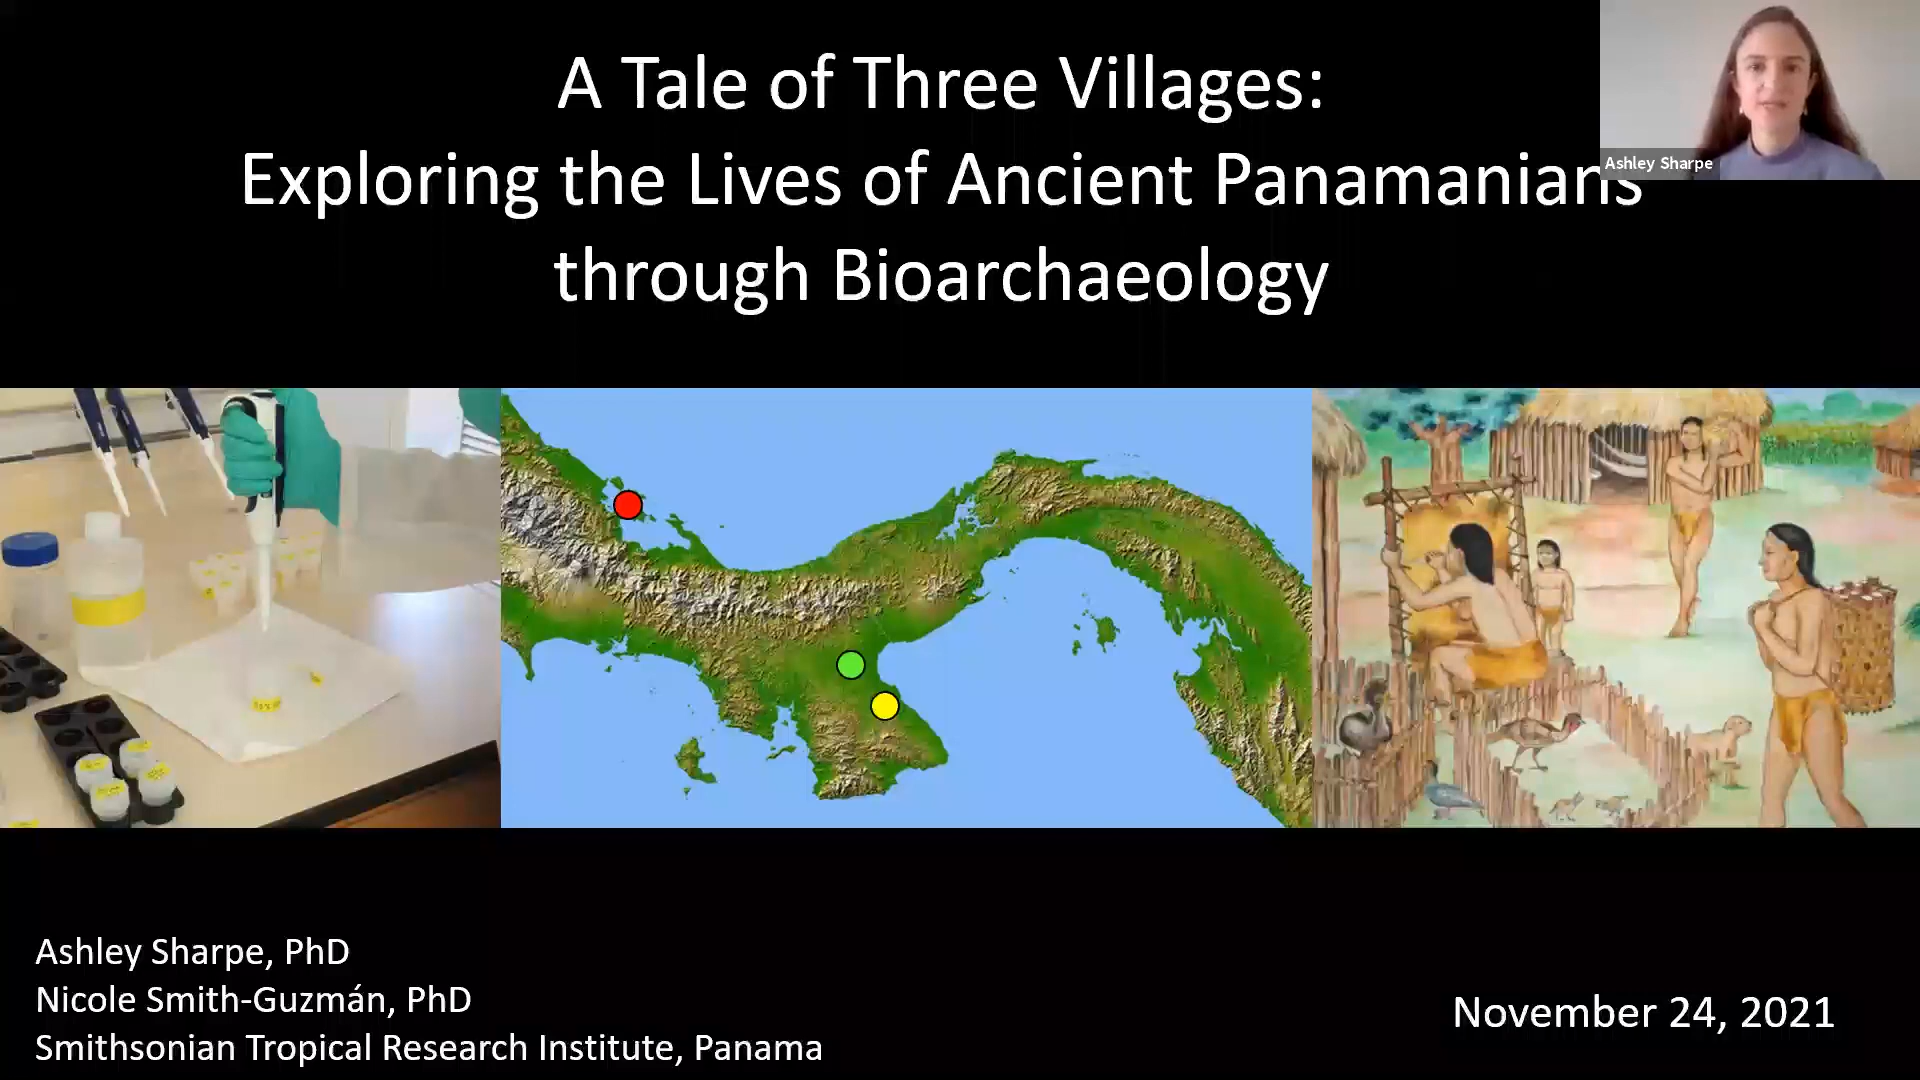 A Tale of Three Villages:
Exploring the Lives of Ancient Panamanians
through Bioarchaeology
Ashley Sharpe
Ashley Sharpe, PhD
Nicole Smith-Guzmán, PhD
Smithsonian Tropical Research Institute, Panama
November 24, 2021